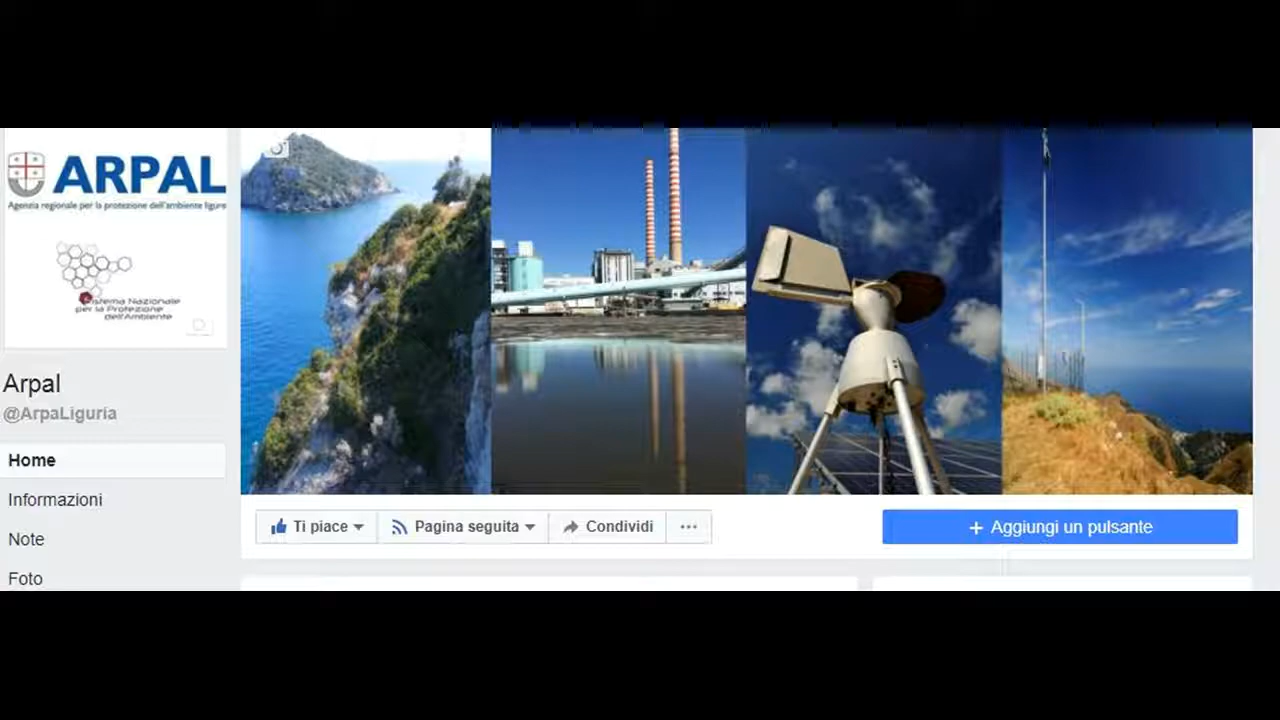 ARPAL
Agenzia regionale per la protezione dell'ambiente ligure
Sistema Nazionale
per la Protezione
dell'Ambiente
Arpal
@ArpaLiguria
Home
Informazioni
Note
Foto
Ti piace
Pagina seguita
Condividi
+ Aggiungi un pulsante